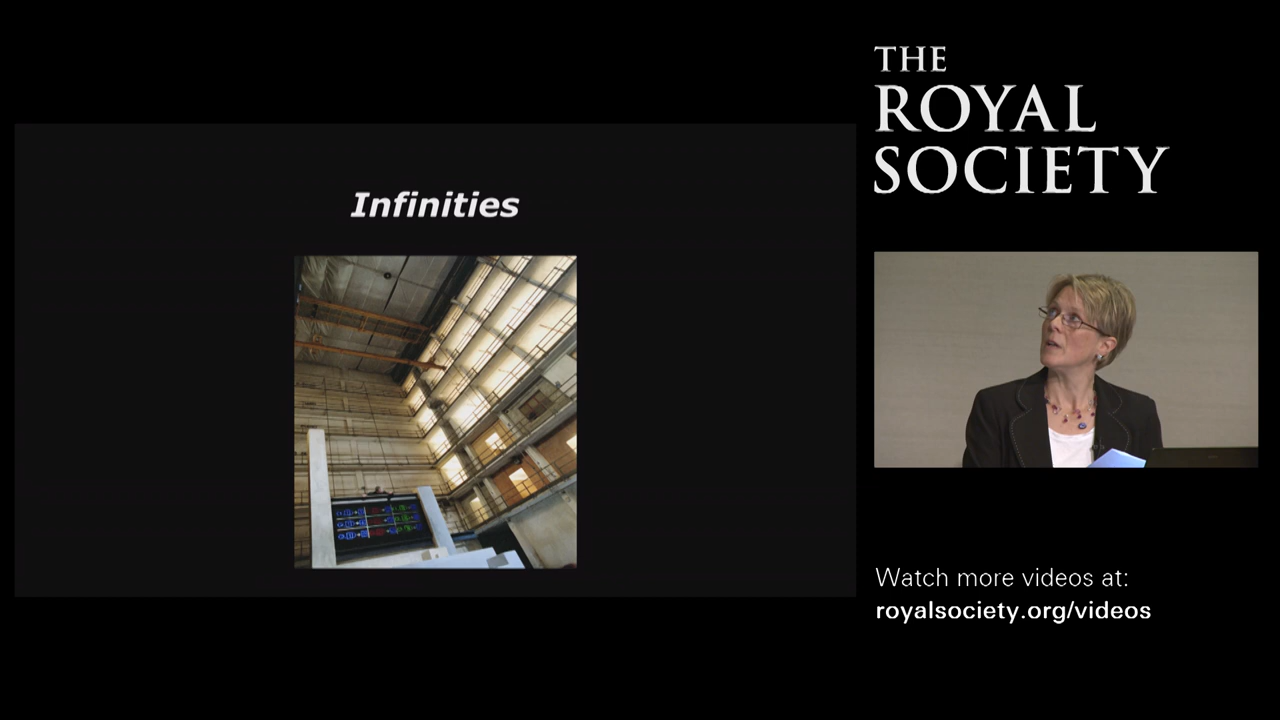 Infinities
THE
ROYAL
SOCIETY
Watch more videos at:
royalsociety.org/videos